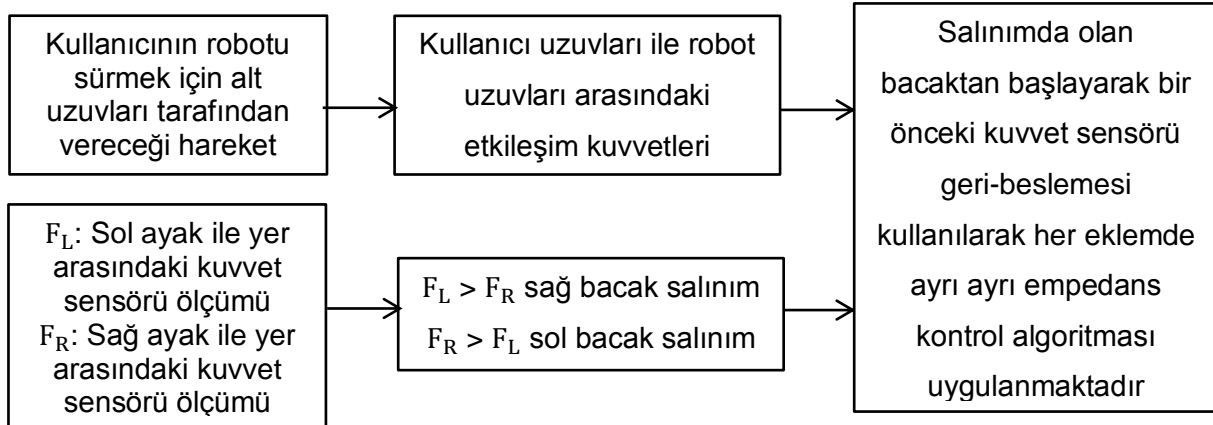 Kullanıcının robotu
sürmek için alt
uzuvları tarafından
vereceği hareket
Kullanıcı uzuvları ile robot
uzuvları arasındaki
etkileşim kuvvetleri
Salınımda olan
bacaktan başlayarak bir
önceki kuvvet sensörü
geri-beslemesi
kullanılarak her eklemde
ayrı ayrı empedans
kontrol algoritması
uygulanmaktadır
F_L: Sol ayak ile yer
arasındaki kuvvet
sensörü ölçümü
F_R: Sağ ayak ile yer
arasındaki kuvvet
sensörü ölçümü
F_L > F_R sağ bacak salınım
F_R > F_L sol bacak salınım